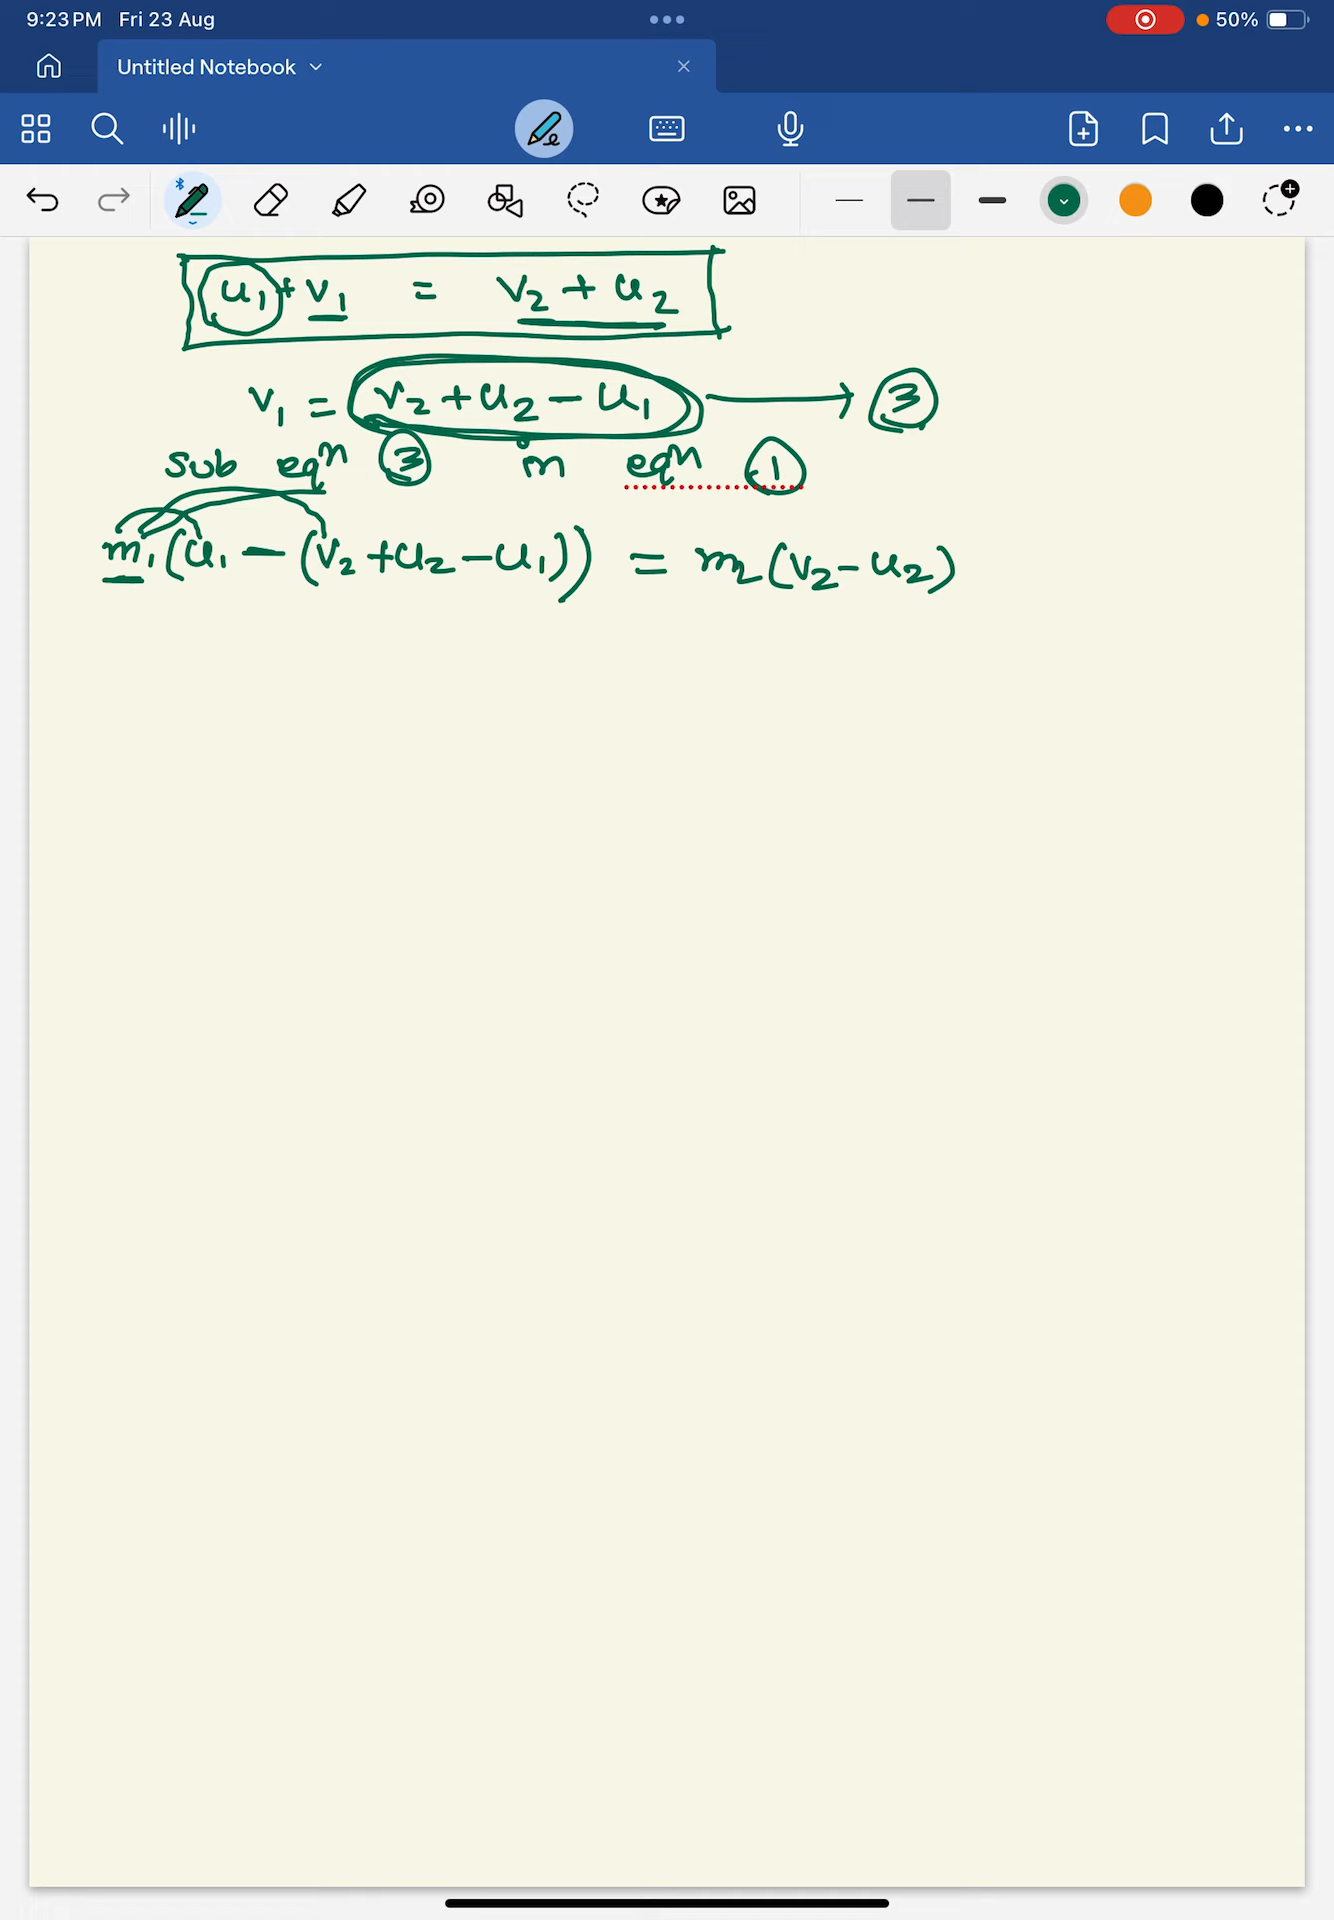 9:23 PM Fri 23 Aug
50%
Untitled Notebook
u₁ + v₁ = v₂ + u₂
v₁ = v₂ + u₂ - u₁ → ③
sub eqⁿ ③ in eqⁿ ①
m₁(u₁ - (v₂ + u₂ - u₁)) = m₂(v₂ - u₂)